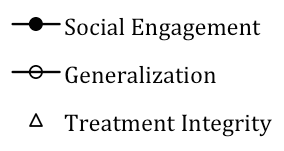 Social Engagement
Generalization
Treatment Integrity